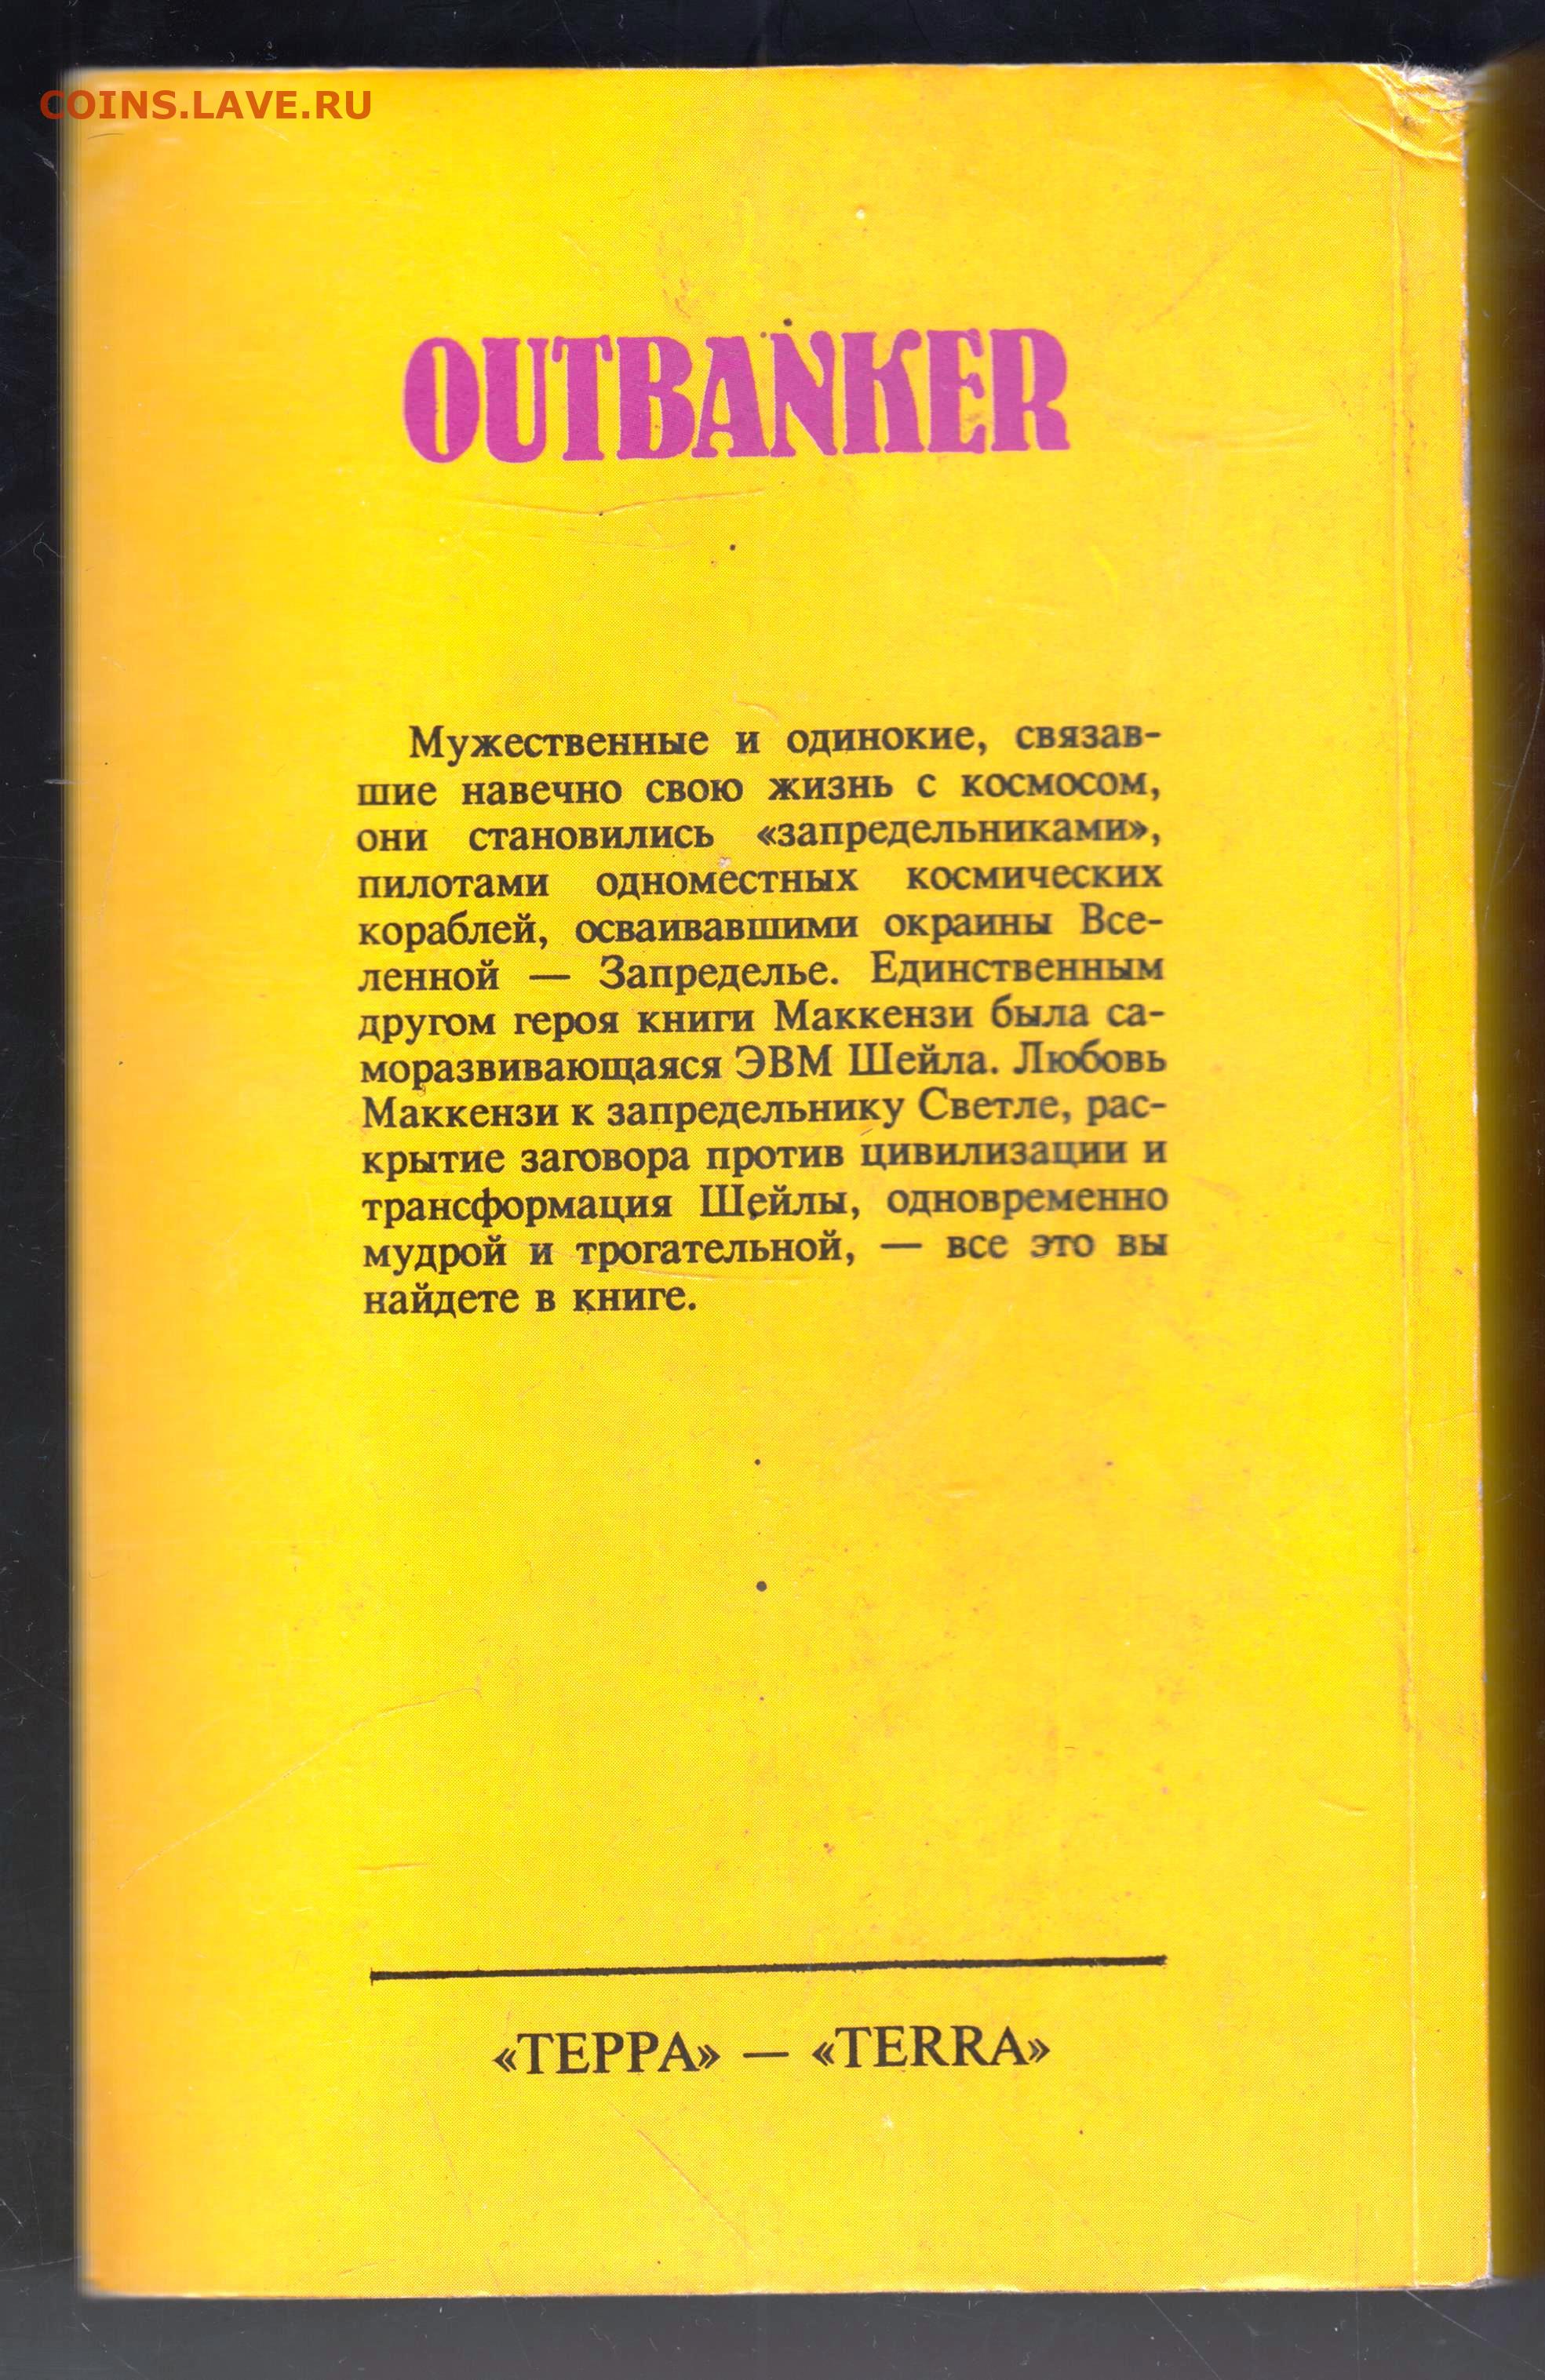 COINS.LAVE.RU
OUTBANKER
Мужественные и одинокие, связав-
шие навечно свою жизнь с космосом,
они становились «запредельниками»,
пилотами одноместных космических
кораблей, осваивавшими окраины Все-
ленной — Запределье. Единственным
другом героя книги Маккензи была са-
моразвивающаяся ЭВМ Шейла. Любовь
Маккензи к запредельнику Светле, рас-
крытие заговора против цивилизации и
трансформация Шейлы, одновременно
мудрой и трогательной, — все это вы
найдете в книге.
«ТЕРРА» — «TERRA»